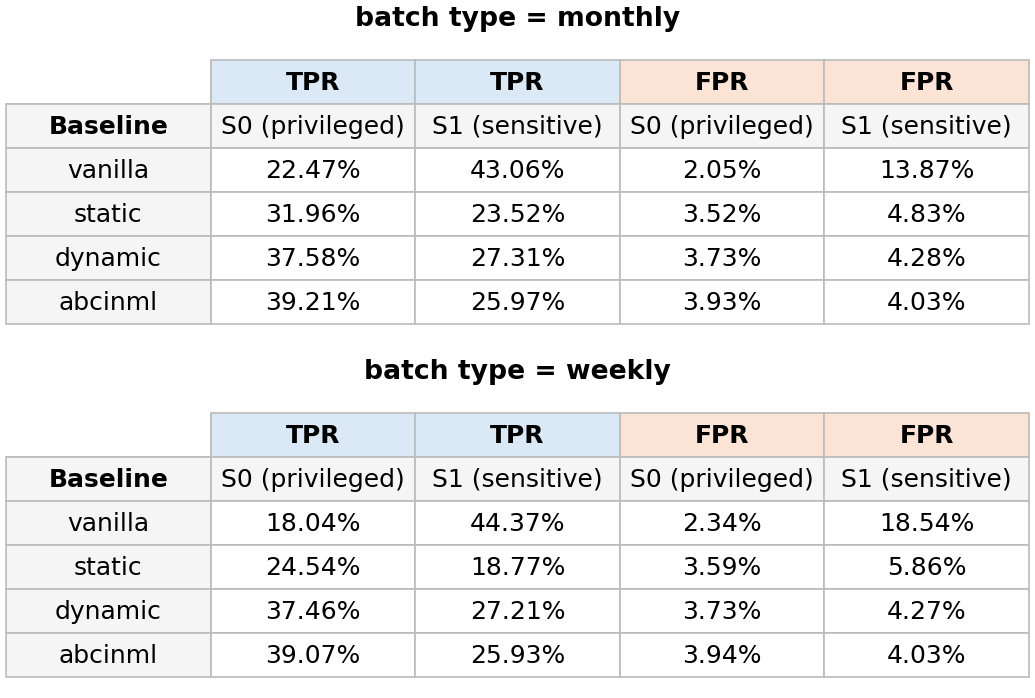 batch type = monthly
TPR TPR FPR FPR
Baseline S0 (privileged) S1 (sensitive) S0 (privileged) S1 (sensitive)
vanilla 22.47% 43.06% 2.05% 13.87%
static 31.96% 23.52% 3.52% 4.83%
dynamic 37.58% 27.31% 3.73% 4.28%
abcinml 39.21% 25.97% 3.93% 4.03%
batch type = weekly
TPR TPR FPR FPR
Baseline S0 (privileged) S1 (sensitive) S0 (privileged) S1 (sensitive)
vanilla 18.04% 44.37% 2.34% 18.54%
static 24.54% 18.77% 3.59% 5.86%
dynamic 37.46% 27.21% 3.73% 4.27%
abcinml 39.07% 25.93% 3.94% 4.03%